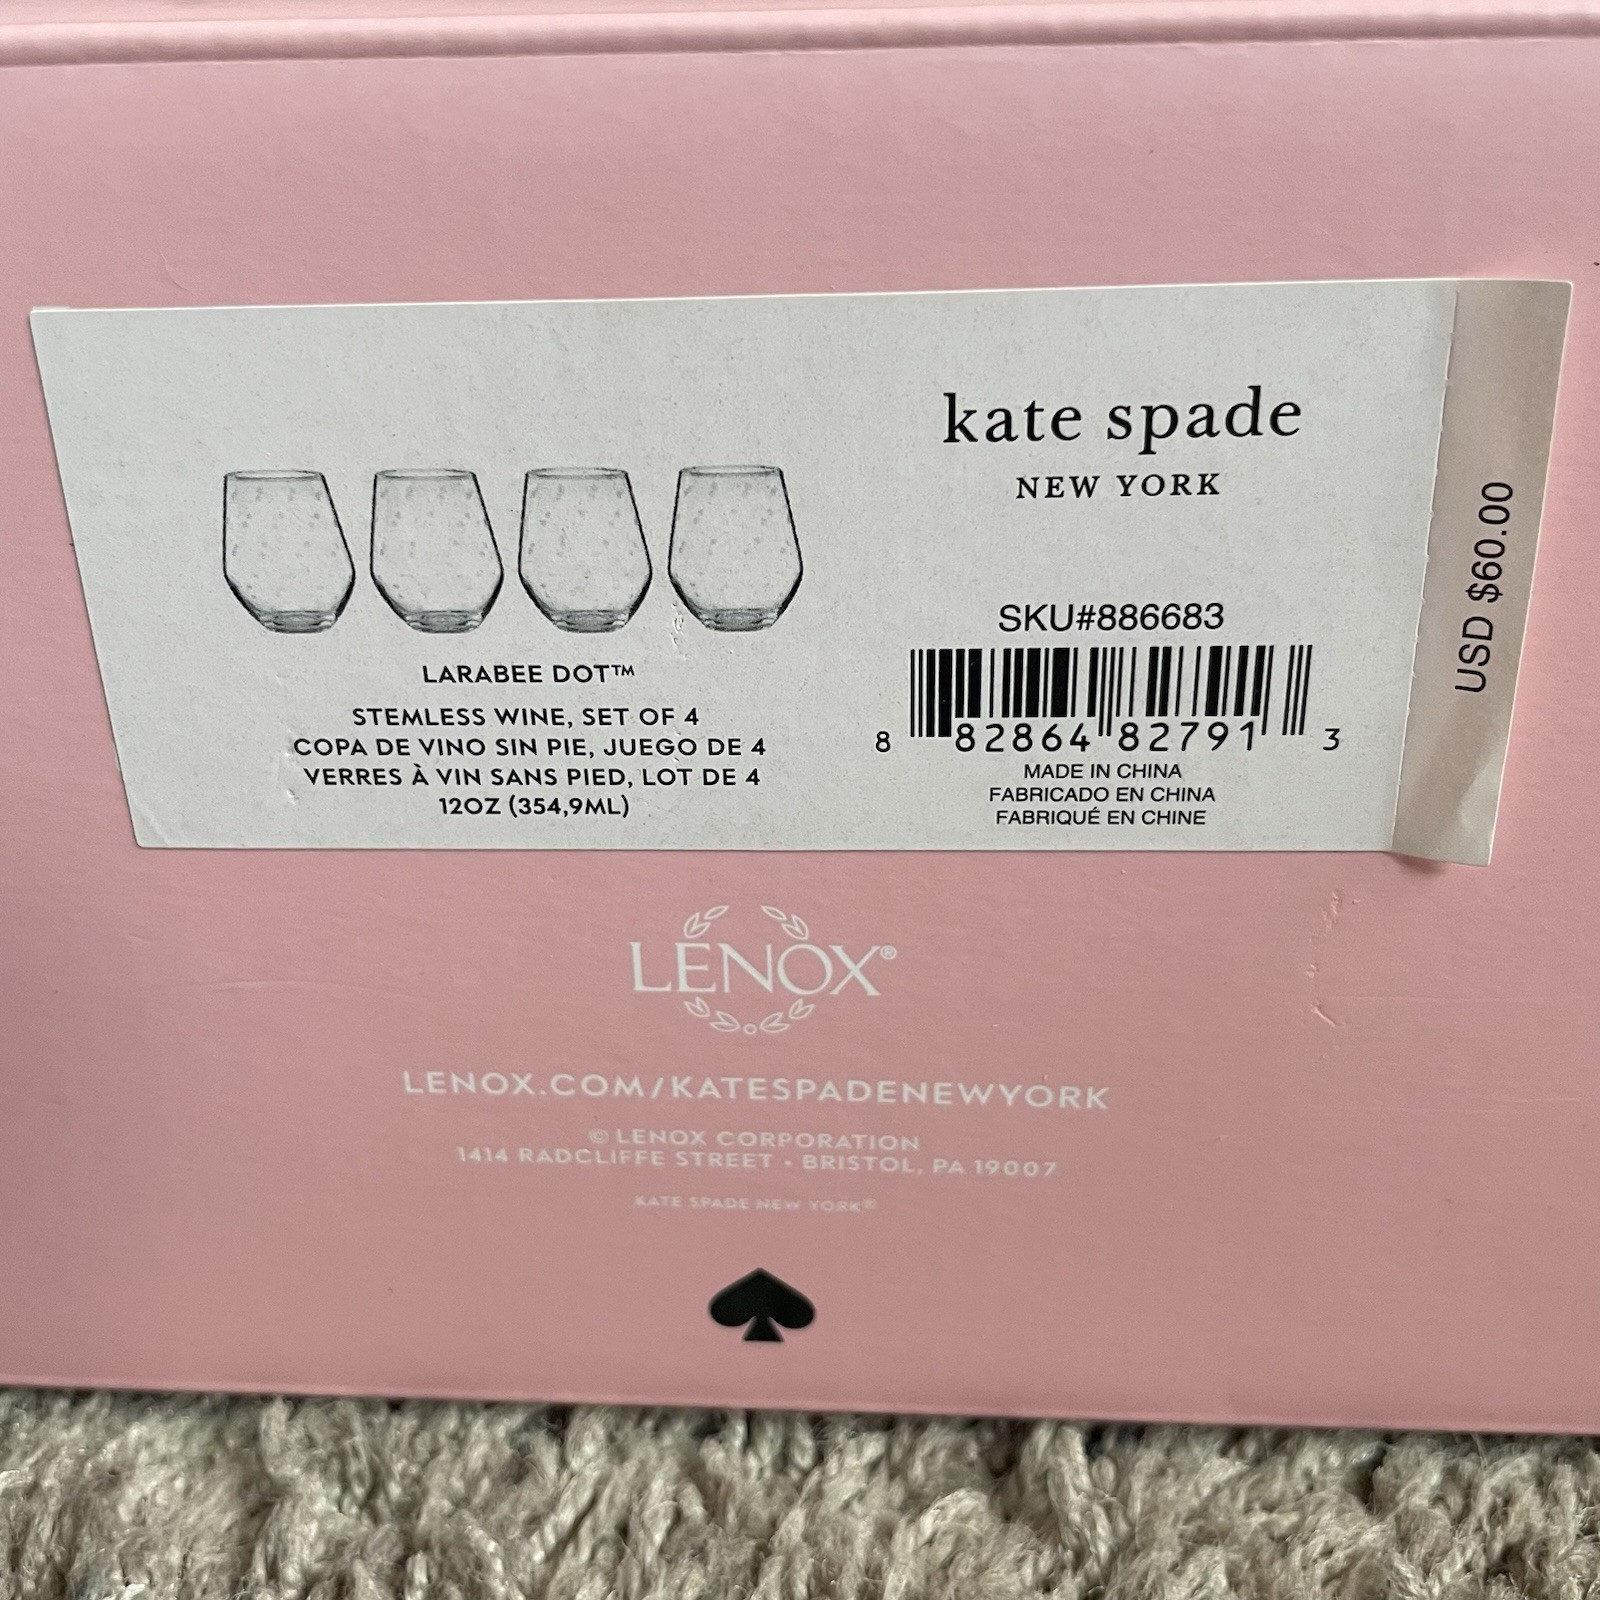 kate spade
NEW YORK
USD $60.00
SKU#886683
8 82864 82791 3
MADE IN CHINA
FABRICADO EN CHINA
FABRIQUÉ EN CHINE
LARABEE DOT™
STEMLESS WINE, SET OF 4
COPA DE VINO SIN PIE, JUEGO DE 4
VERRES À VIN SANS PIED, LOT DE 4
12OZ (354,9ML)
LENOX®
LENOX.COM/KATESPADENEWYORK
© LENOX CORPORATION
1414 RADCLIFFE STREET • BRISTOL, PA 19007
KATE SPADE NEW YORK®